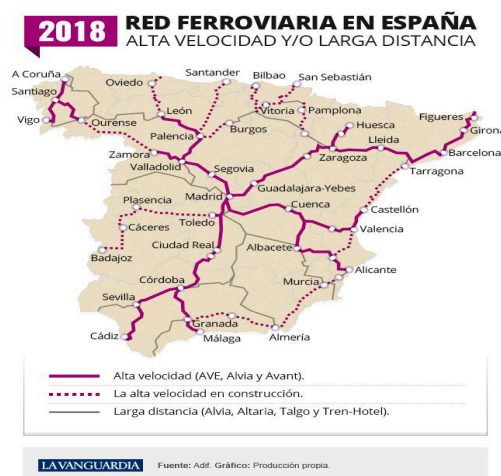 2018 RED FERROVIARIA EN ESPAÑA
ALTA VELOCIDAD Y/O LARGA DISTANCIA
A Coruña
Oviedo
Santander
Bilbao
San Sebastián
Santiago
León
Vitoria
Pamplona
Huesca
Figueres
Vigo
Ourense
Palencia
Burgos
Lleida
Girona
Zamora
Valladolid
Segovia
Zaragoza
Barcelona
Tarragona
Guadalajara-Yebes
Plasencia
Madrid
Cuenca
Castellón
Toledo
Cáceres
Valencia
Ciudad Real
Albacete
Badajoz
Alicante
Córdoba
Murcia
Sevilla
Granada
Cádiz
Málaga
Almería
Alta velocidad (AVE, Alvia y Avant).
La alta velocidad en construcción.
Larga distancia (Alvia, Altaria, Talgo y Tren-Hotel).
LA VANGUARDIA Fuente: Adif. Gráfico: Producción propia.